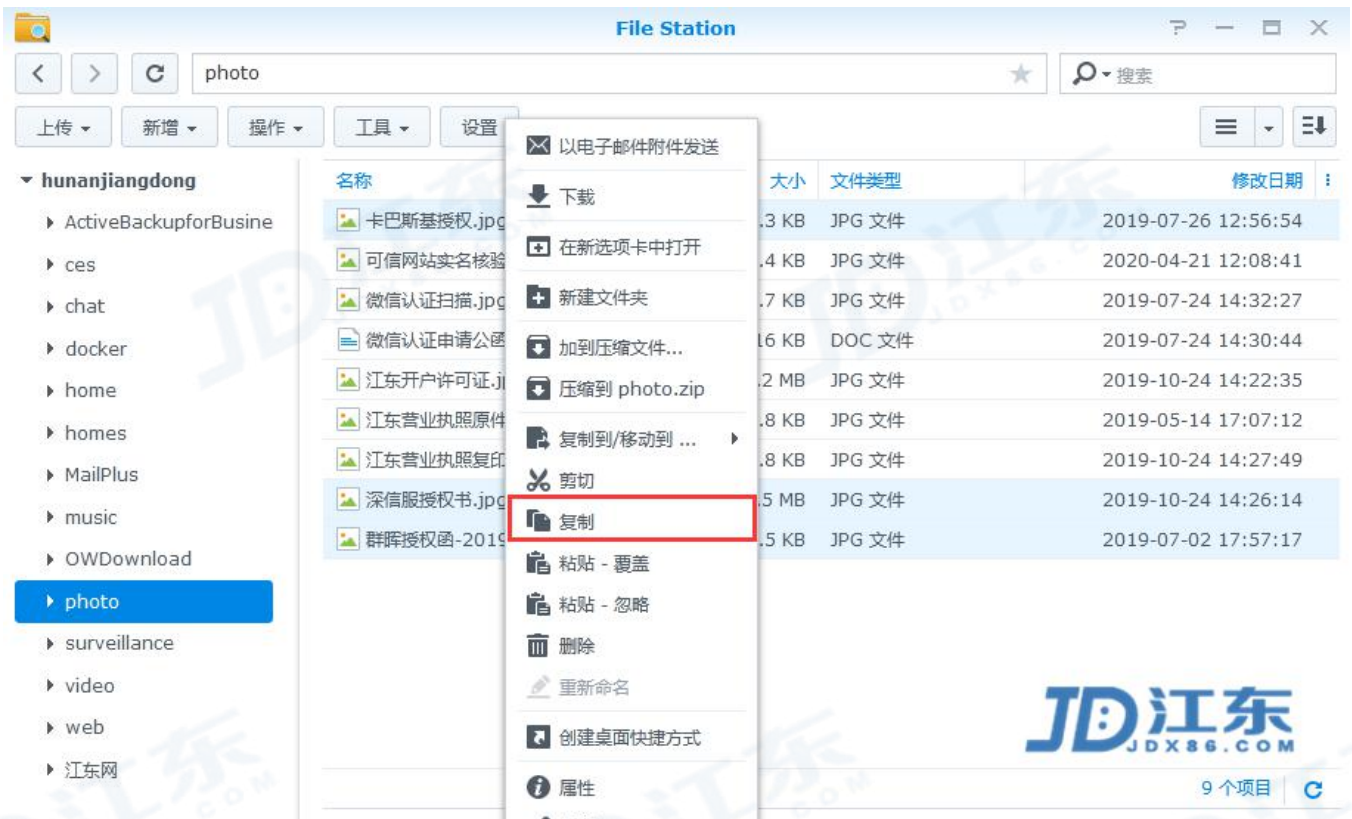 File Station
photo
搜索
上传 新增 操作 工具 设置
hunanjiangdong
ActiveBackupforBusine
ces
chat
docker
home
homes
MailPlus
music
OWDownload
photo
surveillance
video
web
江东网
名称 大小 文件类型 修改日期
卡巴斯基授权.jpg .3 KB JPG 文件 2019-07-26 12:56:54
可信网站实名核验 .4 KB JPG 文件 2020-04-21 12:08:41
微信认证扫描.jpg .7 KB JPG 文件 2019-07-24 14:32:27
微信认证申请公函 16 KB DOC 文件 2019-07-24 14:30:44
江东开户许可证.j .2 MB JPG 文件 2019-10-24 14:22:35
江东营业执照原件 .8 KB JPG 文件 2019-05-14 17:07:12
江东营业执照复印 .8 KB JPG 文件 2019-10-24 14:27:49
深信服授权书.jpg .5 MB JPG 文件 2019-10-24 14:26:14
群晖授权函-2019 .5 KB JPG 文件 2019-07-02 17:57:17
以电子邮件附件发送
下载
在新选项卡中打开
新建文件夹
加到压缩文件...
压缩到 photo.zip
复制到/移动到 ...
剪切
复制
粘贴 - 覆盖
粘贴 - 忽略
删除
重新命名
创建桌面快捷方式
属性
JD江东
JDX86.COM
9 个项目